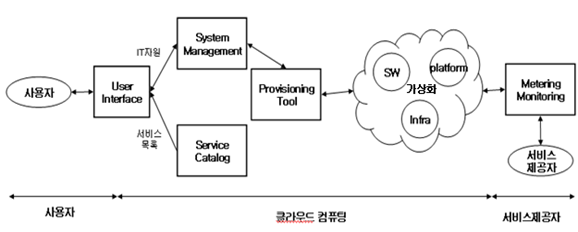 사용자
User
Interface
IT자원
서비스
목록
System
Management
Service
Catalog
Provisioning
Tool
SW
platform
가상화
Infra
Metering
Monitoring
서비스
제공자
사용자
클라우드 컴퓨팅
서비스제공자